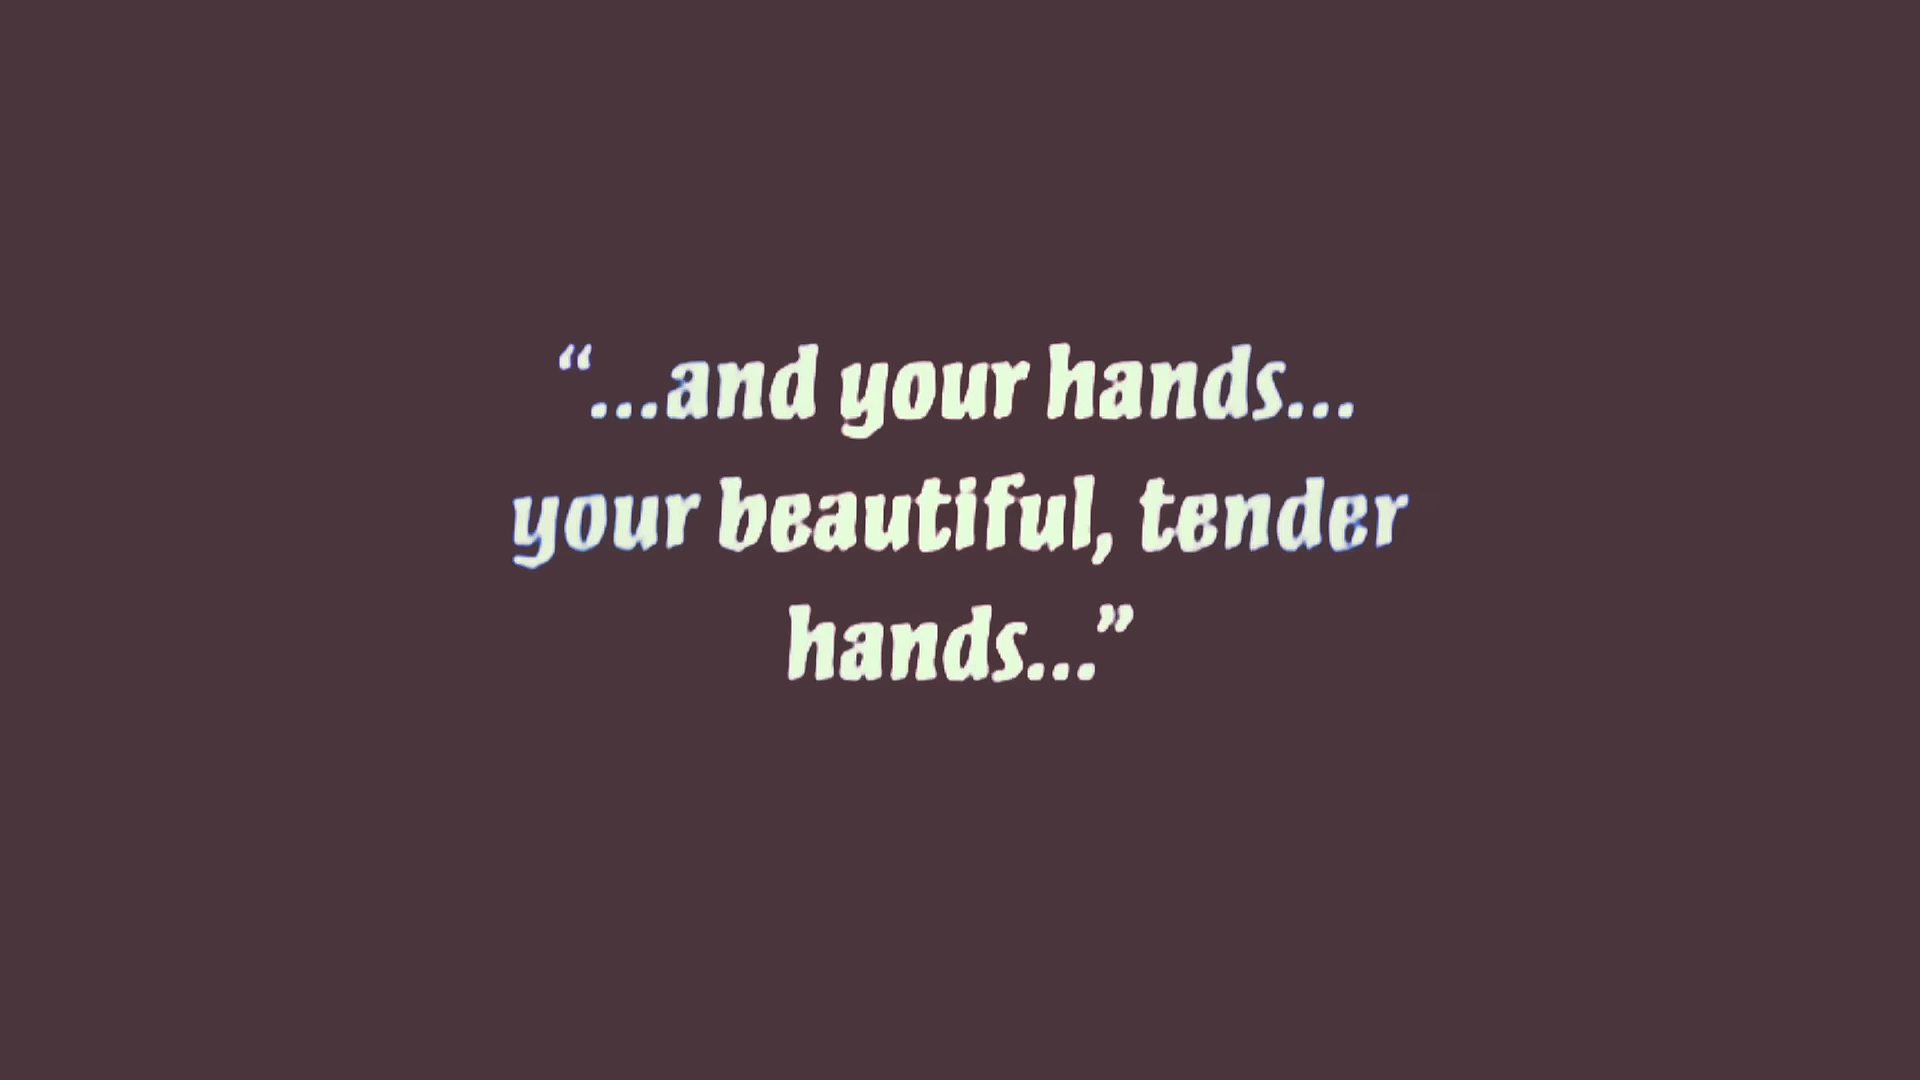 “...and your hands...
your beautiful, tender
hands...”